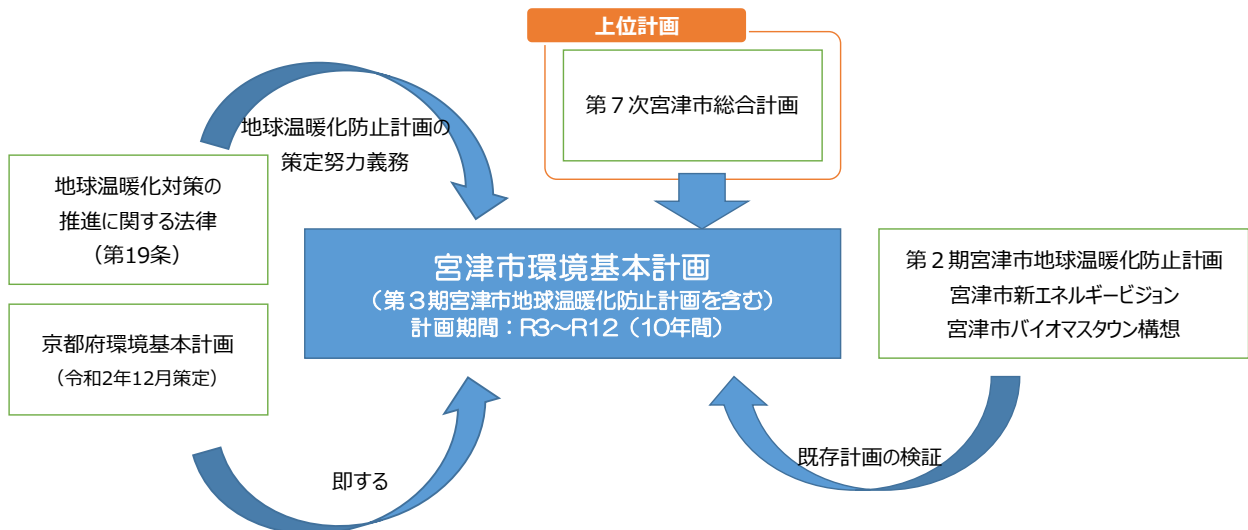 上位計画
第７次宮津市総合計画
地球温暖化防止計画の
策定努力義務
地球温暖化対策の
推進に関する法律
（第19条）
宮津市環境基本計画
（第３期宮津市地球温暖化防止計画を含む）
計画期間：R3～R12（10年間）
第２期宮津市地球温暖化防止計画
宮津市新エネルギービジョン
宮津市バイオマスタウン構想
京都府環境基本計画
（令和2年12月策定）
既存計画の検証
即する